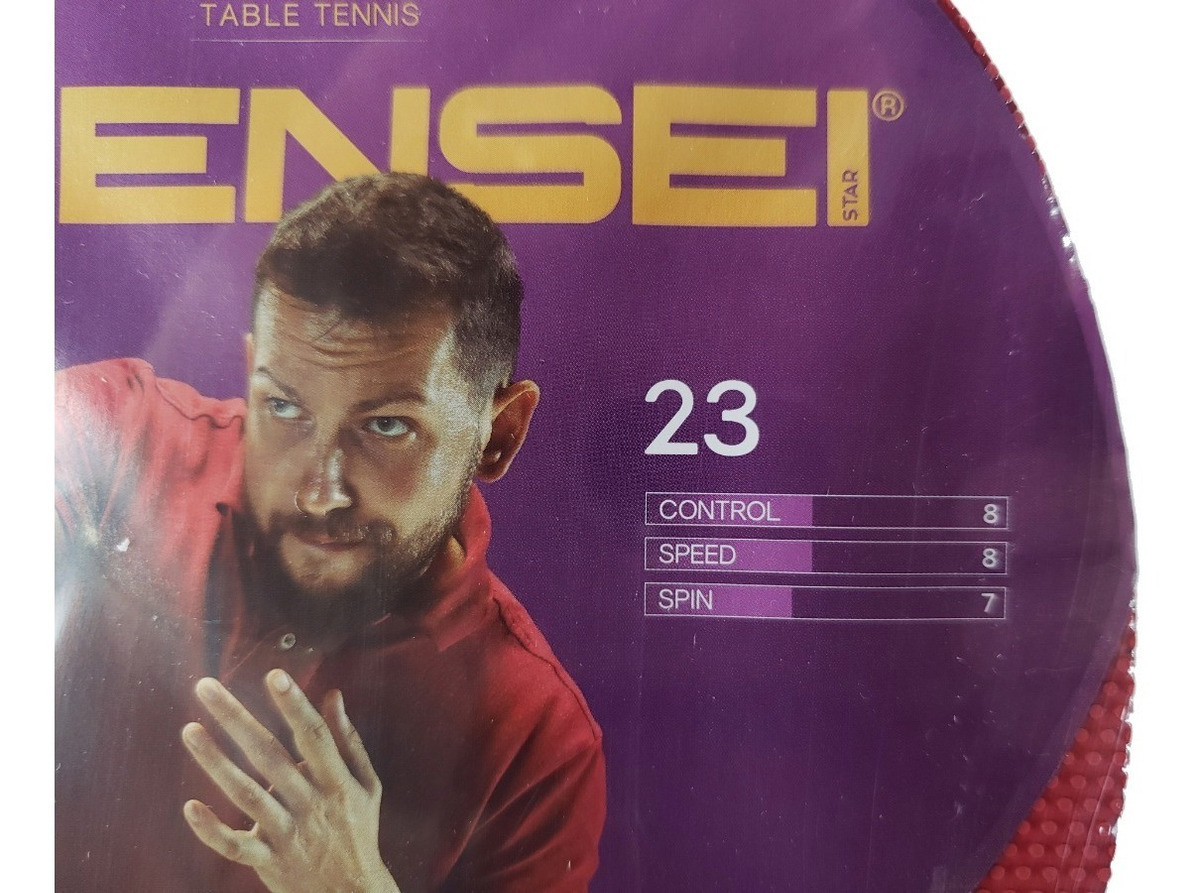 TABLE TENNIS
ENSEI®
STAR
23
CONTROL 8
SPEED 8
SPIN 7